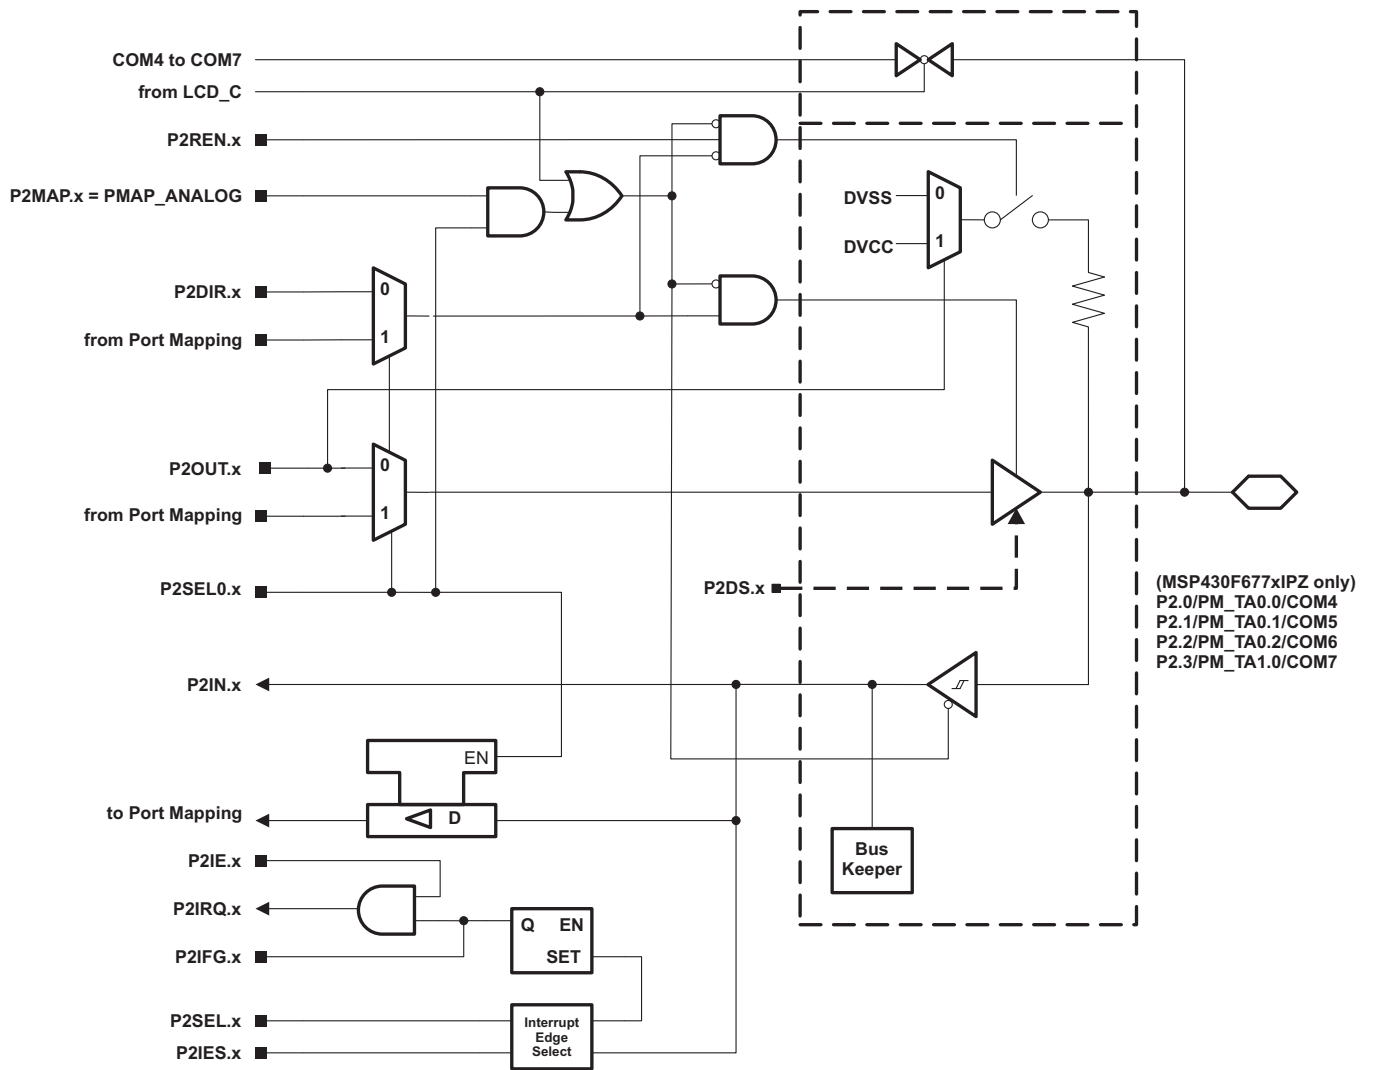 COM4 to COM7
from LCD_C
P2REN.x
P2MAP.x = PMAP_ANALOG
DVSS
0
DVCC
1
P2DIR.x
0
from Port Mapping
1
P2OUT.x
0
from Port Mapping
1
P2SEL0.x
P2DS.x
(MSP430F677xIPZ only)
P2.0/PM_TA0.0/COM4
P2.1/PM_TA0.1/COM5
P2.2/PM_TA0.2/COM6
P2.3/PM_TA1.0/COM7
P2IN.x
EN
to Port Mapping
D
Bus
Keeper
P2IE.x
P2IRQ.x
Q EN
SET
P2IFG.x
P2SEL.x
P2IES.x
Interrupt
Edge
Select